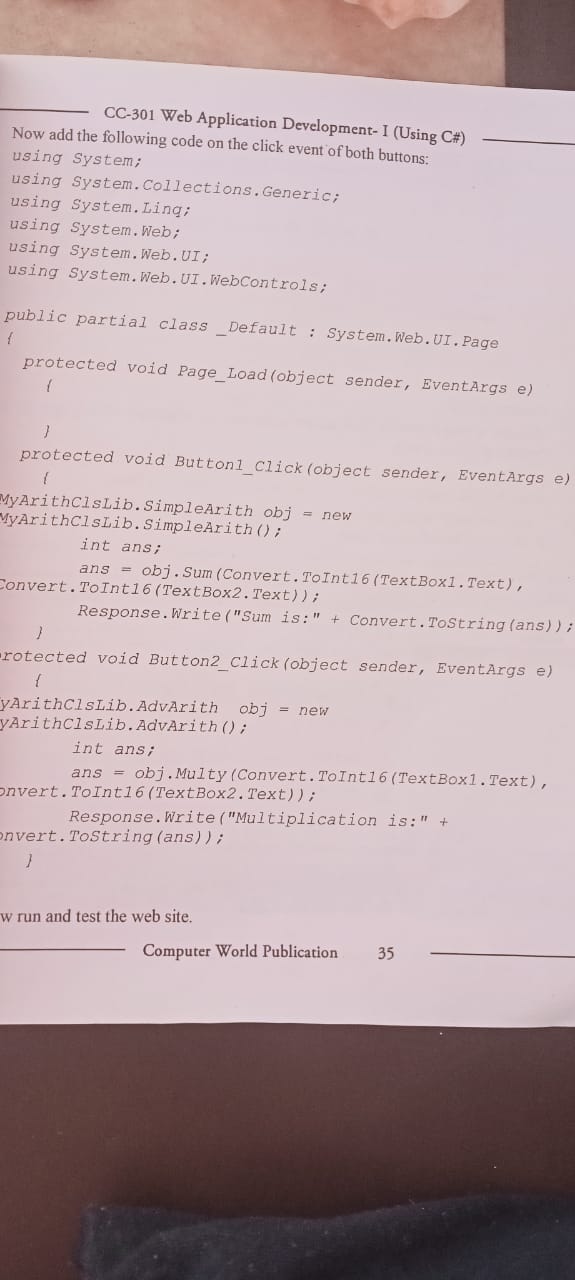 CC-301 Web Application Development- I (Using C#)
Now add the following code on the click event of both buttons:
using System;
using System.Collections.Generic;
using System.Linq;
using System.Web;
using System.Web.UI;
using System.Web.UI.WebControls;
public partial class _Default : System.Web.UI.Page
{
protected void Page_Load(object sender, EventArgs e)
{
}
protected void Button1_Click(object sender, EventArgs e)
{
MyArithClsLib.SimpleArith obj = new
MyArithClsLib.SimpleArith();
int ans;
ans = obj.Sum(Convert.ToInt16(TextBox1.Text),
Convert.ToInt16(TextBox2.Text));
Response.Write("Sum is:" + Convert.ToString(ans));
}
rotected void Button2_Click(object sender, EventArgs e)
{
yArithClsLib.AdvArith obj = new
yArithClsLib.AdvArith();
int ans;
ans = obj.Multy(Convert.ToInt16(TextBox1.Text),
onvert.ToInt16(TextBox2.Text));
Response.Write("Multiplication is:" +
onvert.ToString(ans));
}
w run and test the web site.
Computer World Publication 35